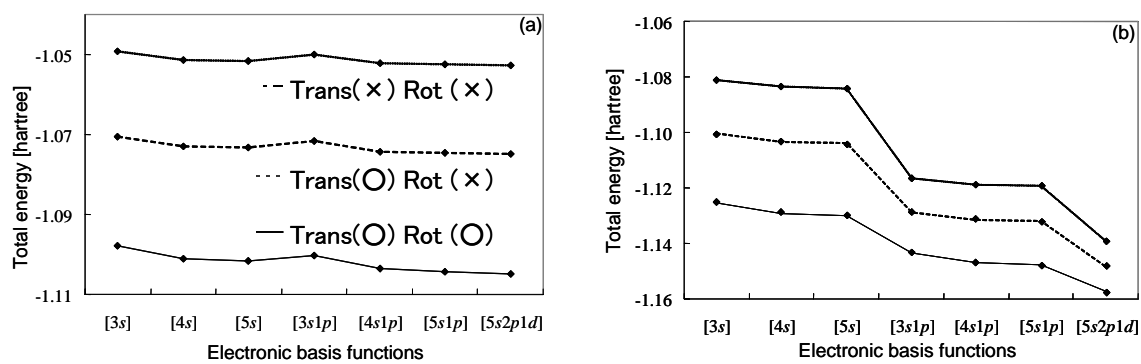 (a)
Total energy [hartree]
-1.05
-1.07
-1.09
-1.11
Trans(×) Rot (×)
Trans(○) Rot (×)
Trans(○) Rot (○)
[3s] [4s] [5s] [3s1p] [4s1p] [5s1p] [5s2p1d]
Electronic basis functions
(b)
Total energy [hartree]
-1.06
-1.08
-1.10
-1.12
-1.14
-1.16
[3s] [4s] [5s] [3s1p] [4s1p] [5s1p] [5s2p1d]
Electronic basis functions